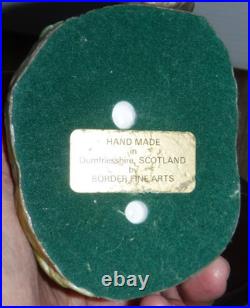 HAND MADE
in
Dumfriesshire, SCOTLAND
by
BORDER FINE ARTS